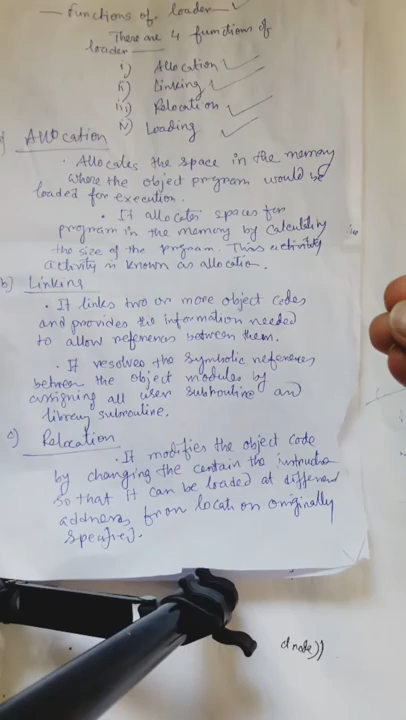 — Functions of loader —
There are 4 functions of
loader —
i) Allocation
ii) Linking
iii) Relocation
iv) Loading
a) Allocation
· Allocates the space in the memory
where the object program would be
loaded for execution.
· It allocates spaces for
program in the memory by calculating
the size of the program. This activity
activity is known as allocation.
b) Linking
· It links two or more object codes
and provides the information needed
to allow references between them.
· It resolves the symbolic references
between the object modules by
assigning all user subroutine and
library subroutine.
c) Relocation
· It modifies the object code
by changing the certain the instruction
so that it can be loaded at different
address from location originally
specified.